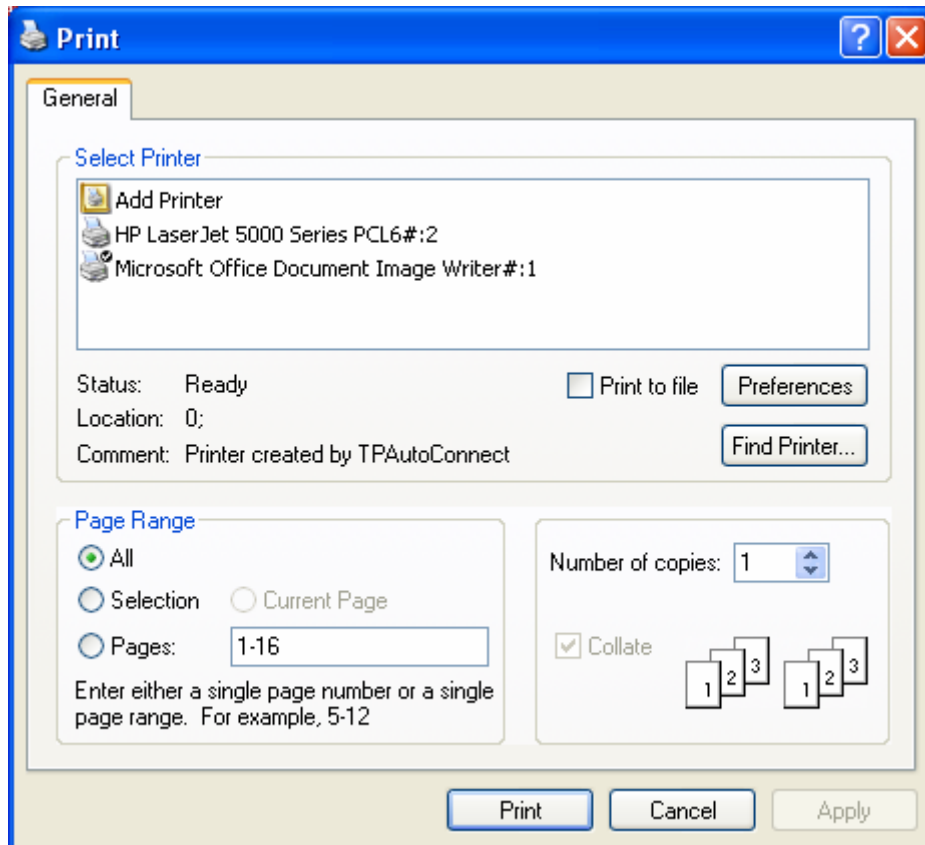 Print
General
Select Printer
Add Printer
HP LaserJet 5000 Series PCL6#:2
Microsoft Office Document Image Writer#:1
Status: Ready
Print to file
Preferences
Location: 0;
Comment: Printer created by TPAutoConnect
Find Printer...
Page Range
All
Selection
Current Page
Pages: 1-16
Enter either a single page number or a single
page range. For example, 5-12
Number of copies: 1
Collate
1 2 3 1 2 3
Print Cancel Apply